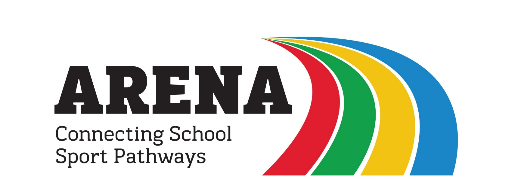 ARENA
Connecting School
Sport Pathways